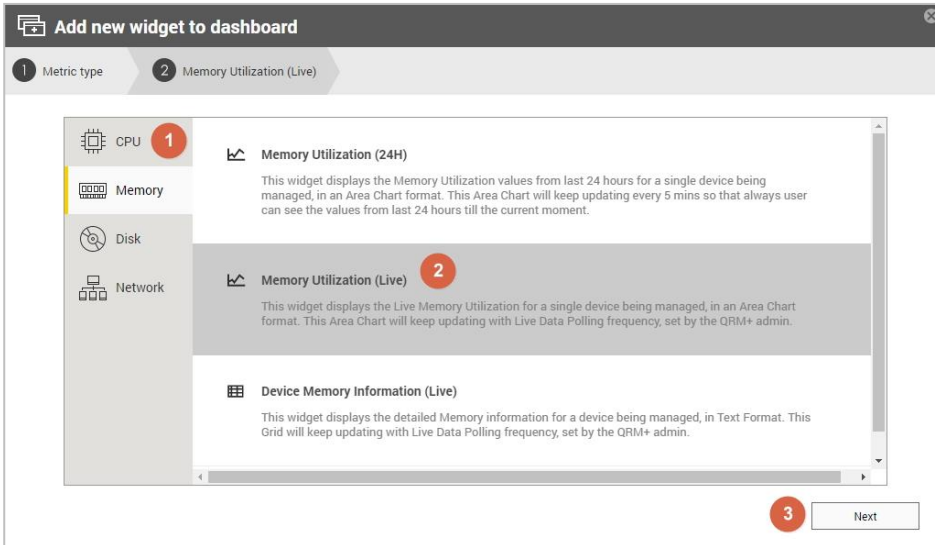 Add new widget to dashboard
1 Metric type
2 Memory Utilization (Live)
CPU 1
Memory
Disk
Network
Memory Utilization (24H)
This widget displays the Memory Utilization values from last 24 hours for a single device being
managed, in an Area Chart format. This Area Chart will keep updating every 5 mins so that always user
can see the values from last 24 hours till the current moment.
Memory Utilization (Live) 2
This widget displays the Live Memory Utilization for a single device being managed, in an Area Chart
format. This Area Chart will keep updating with Live Data Polling frequency, set by the QRM+ admin.
Device Memory Information (Live)
This widget displays the detailed Memory information for a device being managed, in Text Format. This
Grid will keep updating with Live Data Polling frequency, set by the QRM+ admin.
3 Next